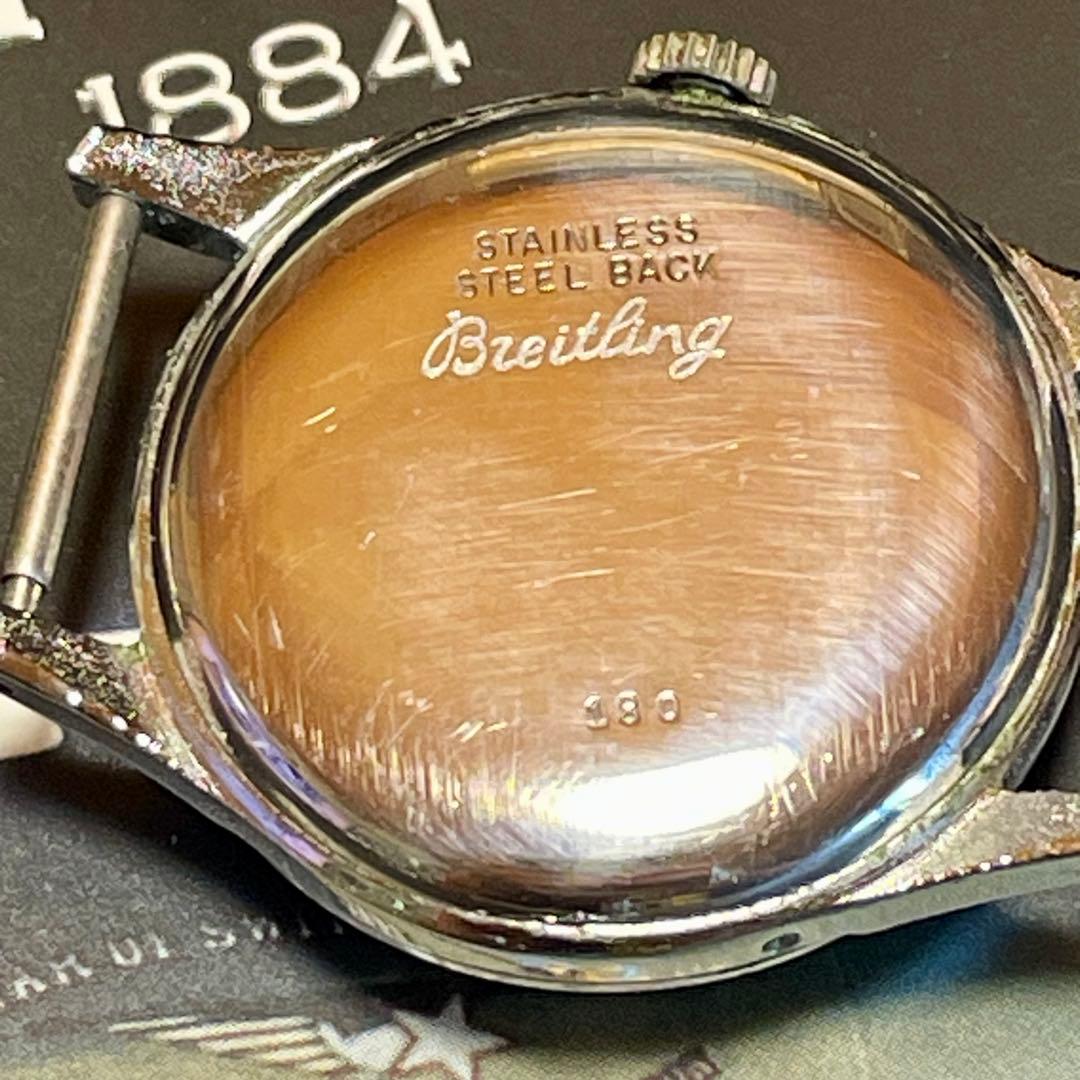 1884
STAINLESS
STEEL BACK
Breitling
180